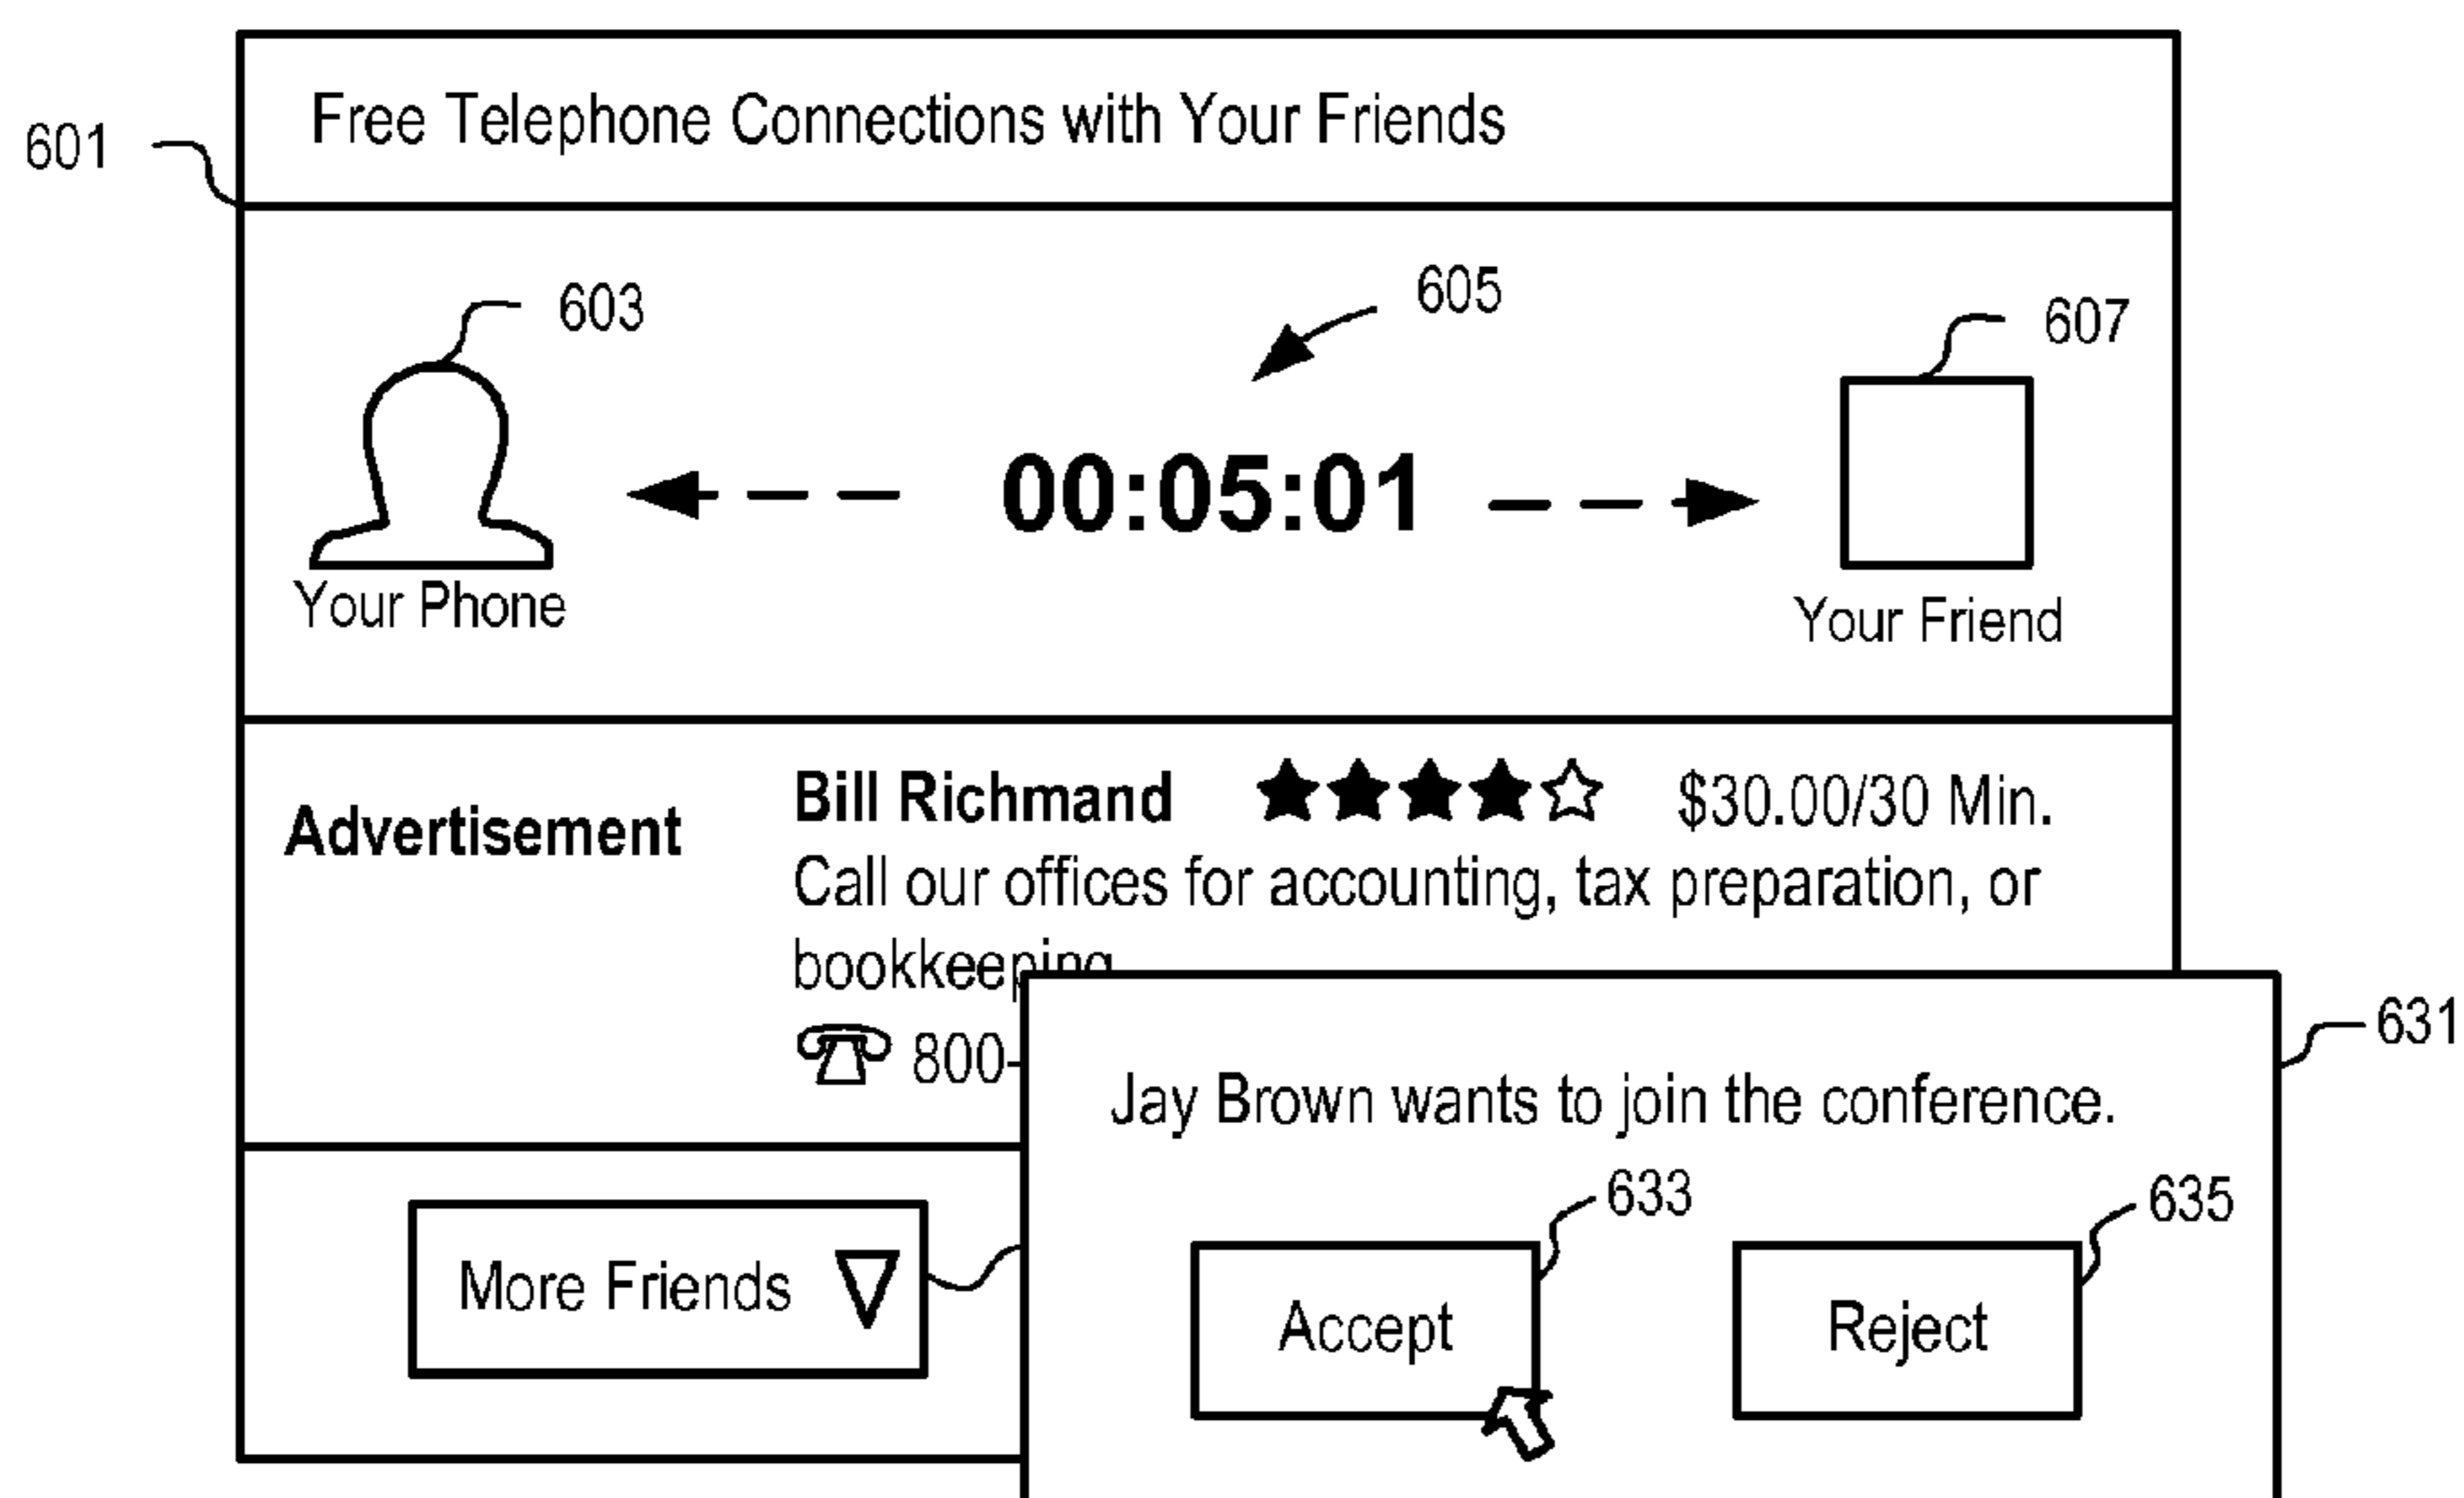 Free Telephone Connections with Your Friends
601
603
605
607
00:05:01
Your Phone
Your Friend
Advertisement
Bill Richmand $30.00/30 Min.
Call our offices for accounting, tax preparation, or
bookkeeping
800-
631
Jay Brown wants to join the conference.
633
635
More Friends
Accept
Reject